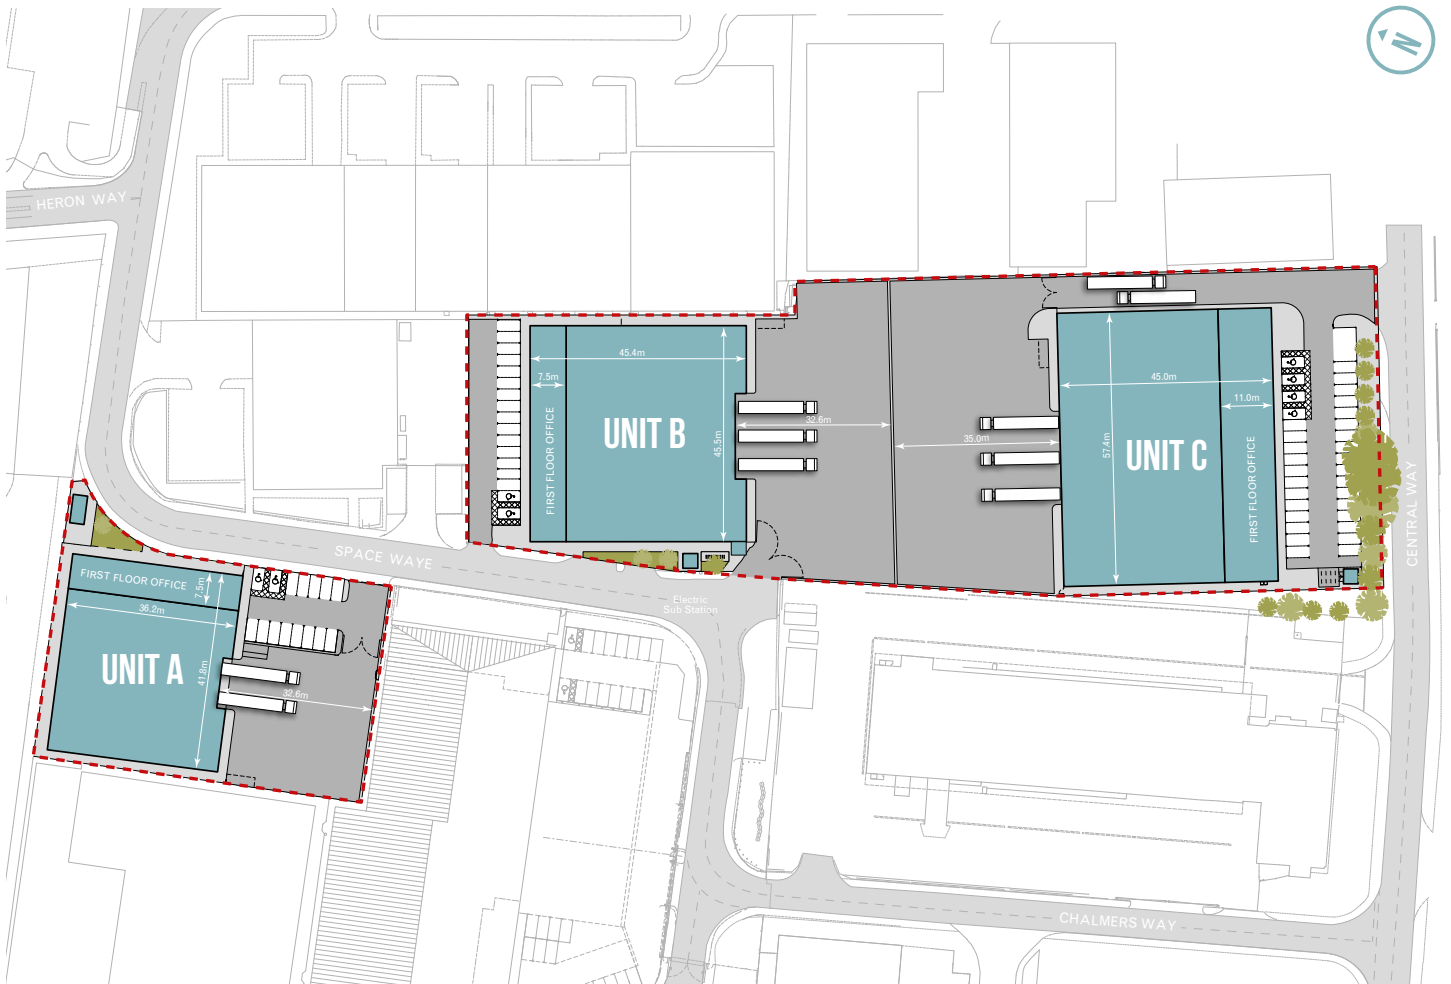 N
HERON WAY
SPACE WAYE
Electric
Sub Station
CENTRAL WAY
CHALMERS WAY
FIRST FLOOR OFFICE
7.5m
36.2m
UNIT A
41.8m
32.6m
45.4m
7.5m
FIRST FLOOR OFFICE
UNIT B
45.5m
32.6m
35.0m
57.4m
45.0m
11.0m
UNIT C
FIRST FLOOR OFFICE